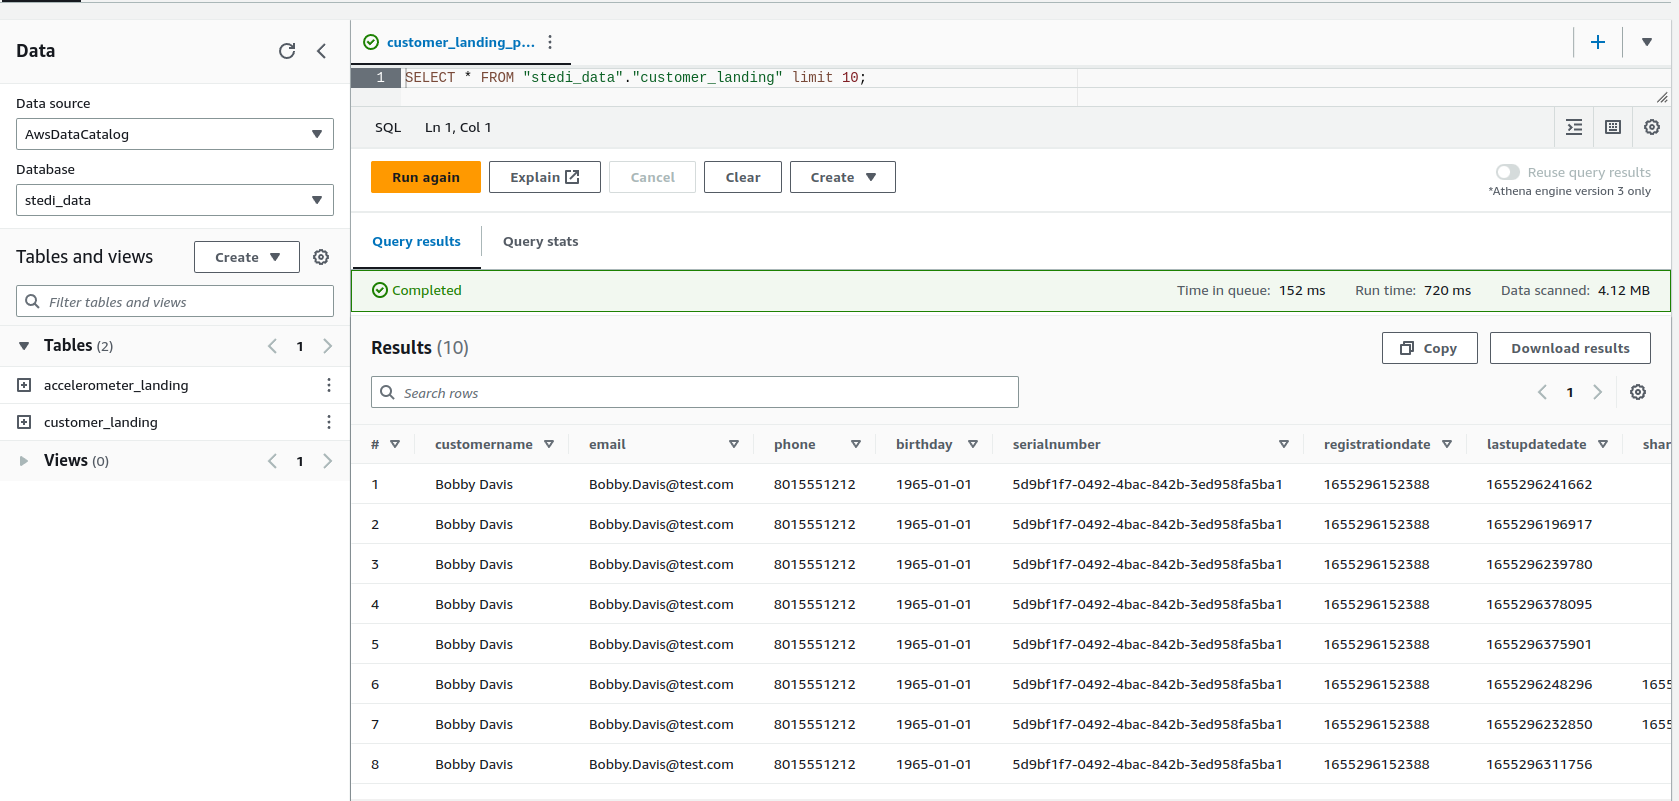 Data
Data source
AwsDataCatalog
Database
stedi_data
Tables and views
Create
Filter tables and views
Tables (2)
1
accelerometer_landing
customer_landing
Views (0)
1
customer_landing_p...
1 SELECT * FROM "stedi_data"."customer_landing" limit 10;
SQL Ln 1, Col 1
Run again Explain Cancel Clear Create
Reuse query results
*Athena engine version 3 only
Query results Query stats
Completed Time in queue: 152 ms Run time: 720 ms Data scanned: 4.12 MB
Results (10)
Copy Download results
Search rows
1
# customername email phone birthday serialnumber registrationdate lastupdatedate shar
1 Bobby Davis Bobby.Davis@test.com 8015551212 1965-01-01 5d9bf1f7-0492-4bac-842b-3ed958fa5ba1 1655296152388 1655296241662
2 Bobby Davis Bobby.Davis@test.com 8015551212 1965-01-01 5d9bf1f7-0492-4bac-842b-3ed958fa5ba1 1655296152388 1655296196917
3 Bobby Davis Bobby.Davis@test.com 8015551212 1965-01-01 5d9bf1f7-0492-4bac-842b-3ed958fa5ba1 1655296152388 1655296239780
4 Bobby Davis Bobby.Davis@test.com 8015551212 1965-01-01 5d9bf1f7-0492-4bac-842b-3ed958fa5ba1 1655296152388 1655296378095
5 Bobby Davis Bobby.Davis@test.com 8015551212 1965-01-01 5d9bf1f7-0492-4bac-842b-3ed958fa5ba1 1655296152388 1655296375901
6 Bobby Davis Bobby.Davis@test.com 8015551212 1965-01-01 5d9bf1f7-0492-4bac-842b-3ed958fa5ba1 1655296152388 1655296248296 1655
7 Bobby Davis Bobby.Davis@test.com 8015551212 1965-01-01 5d9bf1f7-0492-4bac-842b-3ed958fa5ba1 1655296152388 1655296232850 1655
8 Bobby Davis Bobby.Davis@test.com 8015551212 1965-01-01 5d9bf1f7-0492-4bac-842b-3ed958fa5ba1 1655296152388 1655296311756